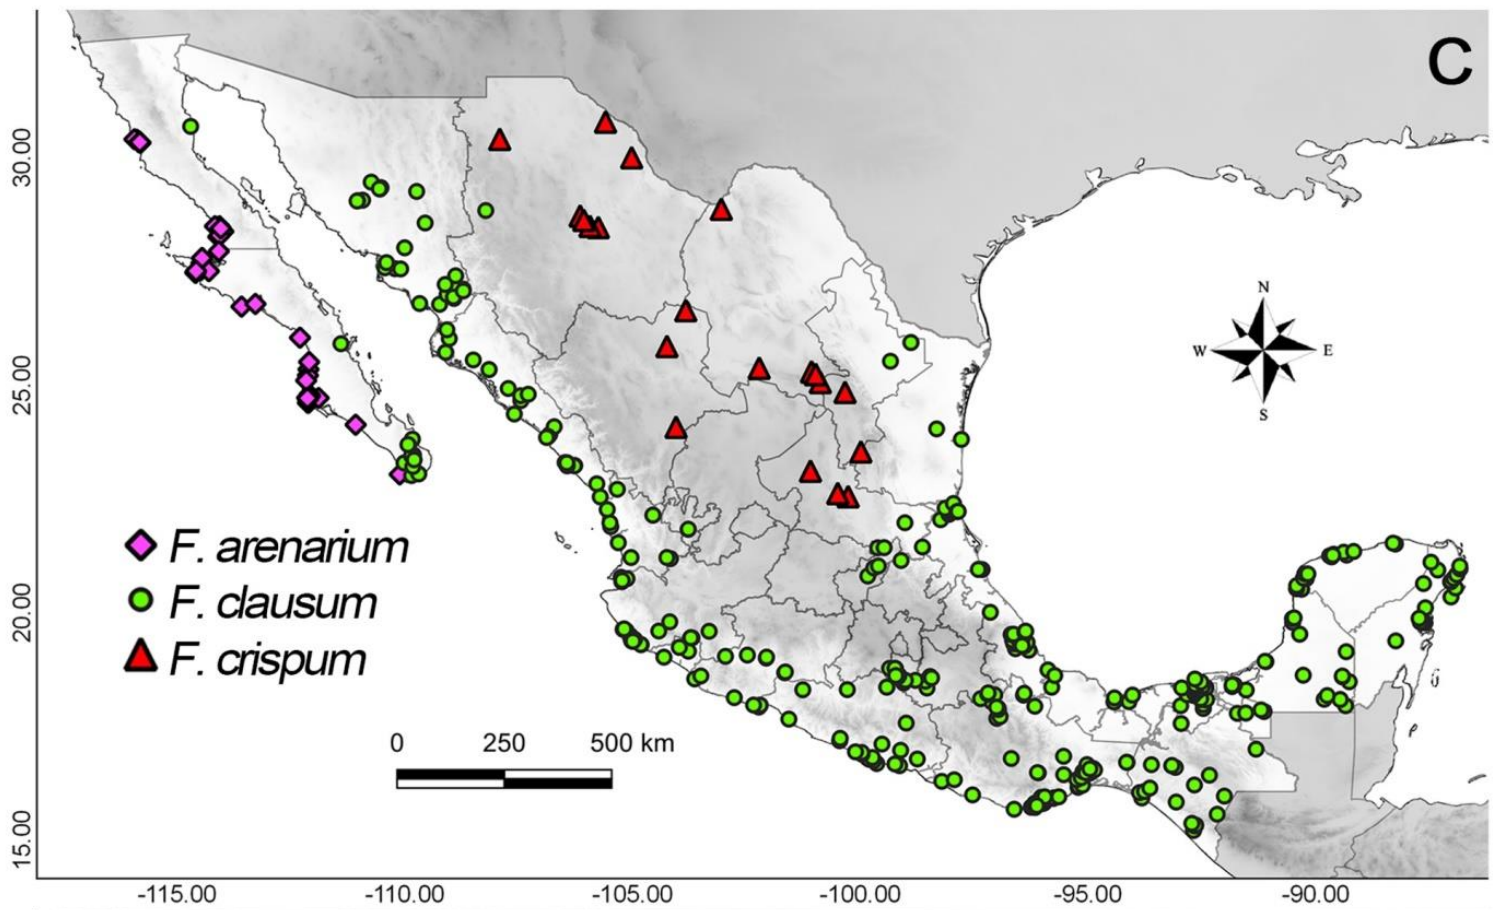 C
30.00
25.00
20.00
15.00
N
W
E
S
F. arenarium
F. clausum
F. crispum
0 250 500 km
-115.00 -110.00 -105.00 -100.00 -95.00 -90.00